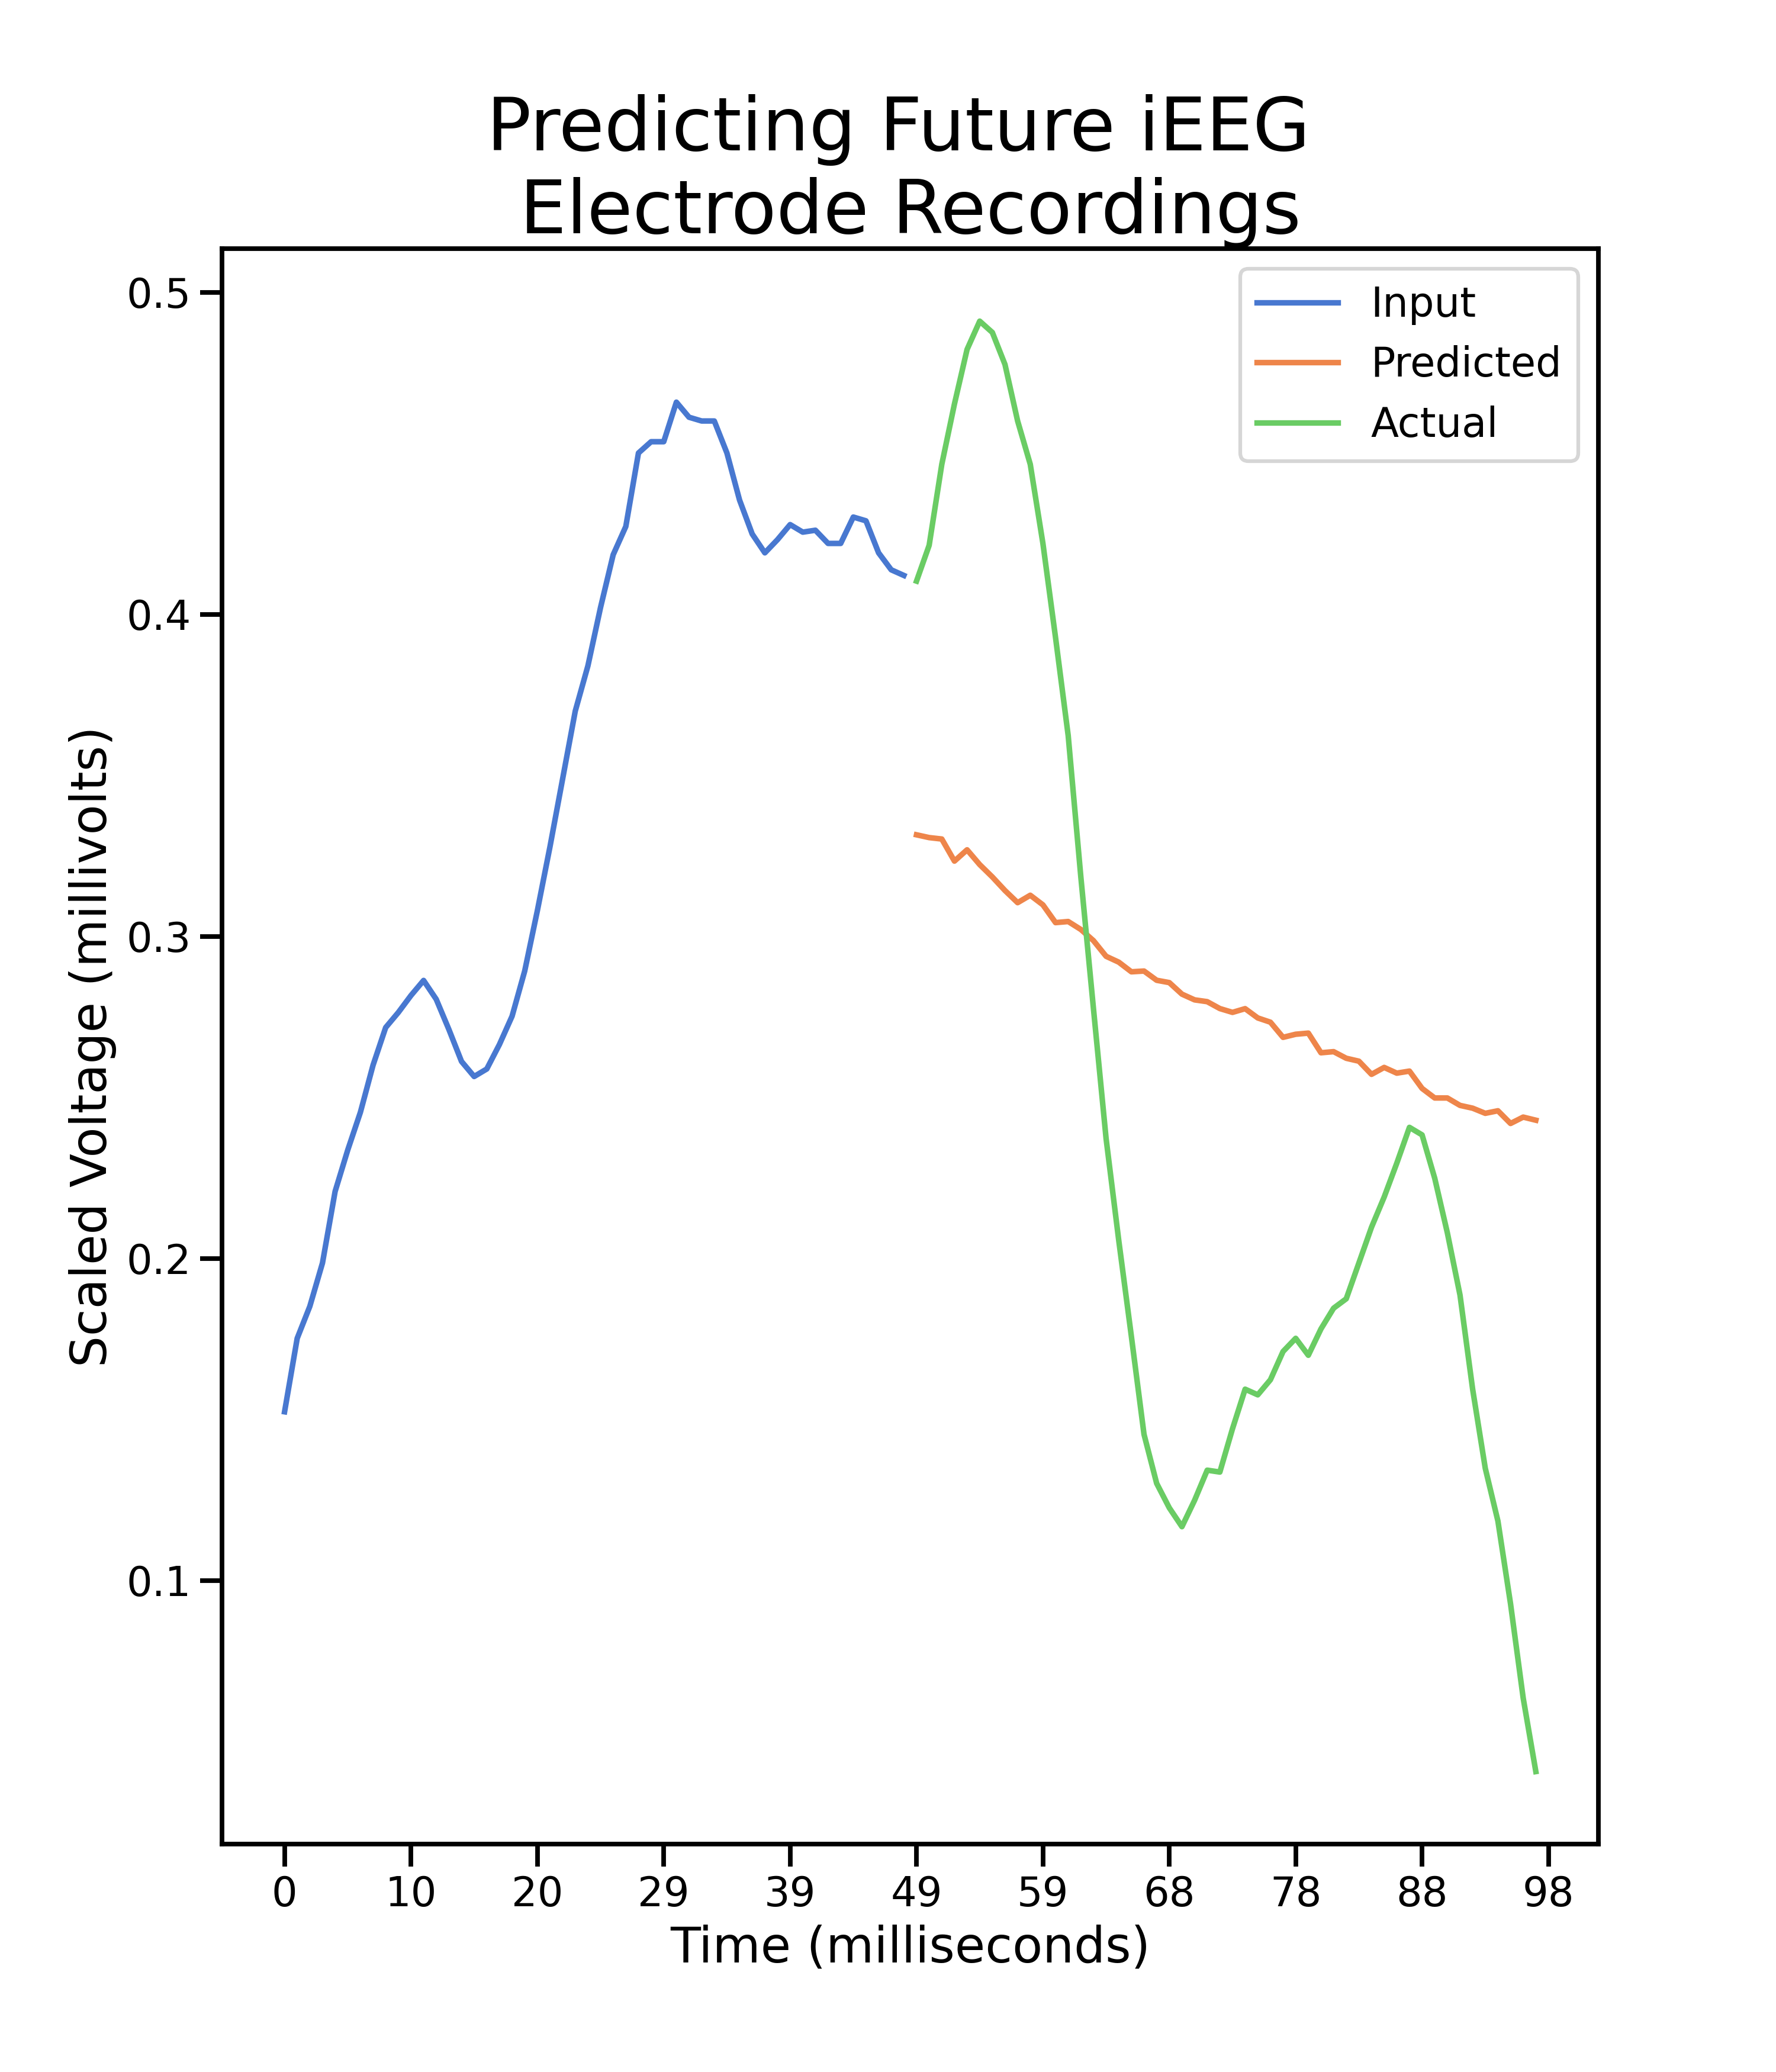 Predicting Future iEEG
Electrode Recordings
Input
Predicted
Actual
Scaled Voltage (millivolts)
0.5
0.4
0.3
0.2
0.1
0 10 20 29 39 49 59 68 78 88 98
Time (milliseconds)